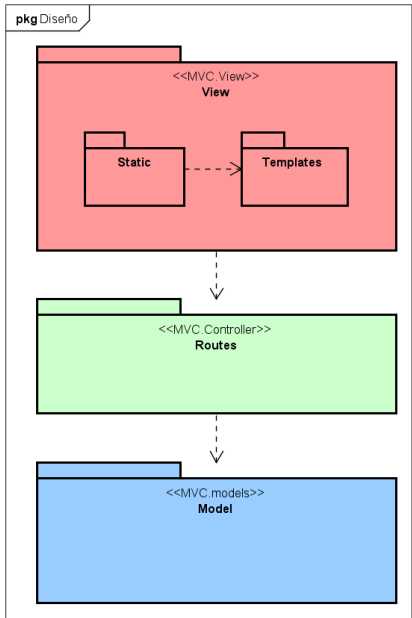 pkg Diseño
<<MVC.View>>
View
Static
Templates
<<MVC.Controller>>
Routes
<<MVC.models>>
Model